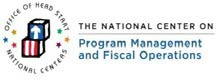 OFFICE OF HEAD START
NATIONAL CENTERS
THE NATIONAL CENTER ON
Program Management
and Fiscal Operations